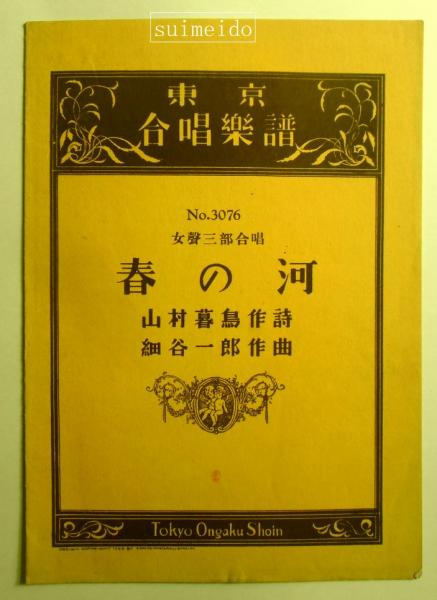 suimeido
東京
合唱樂譜
No.3076
女聲三部合唱
春の河
山村暮鳥作詩
細谷一郎作曲
Tokyo Ongaku Shoin